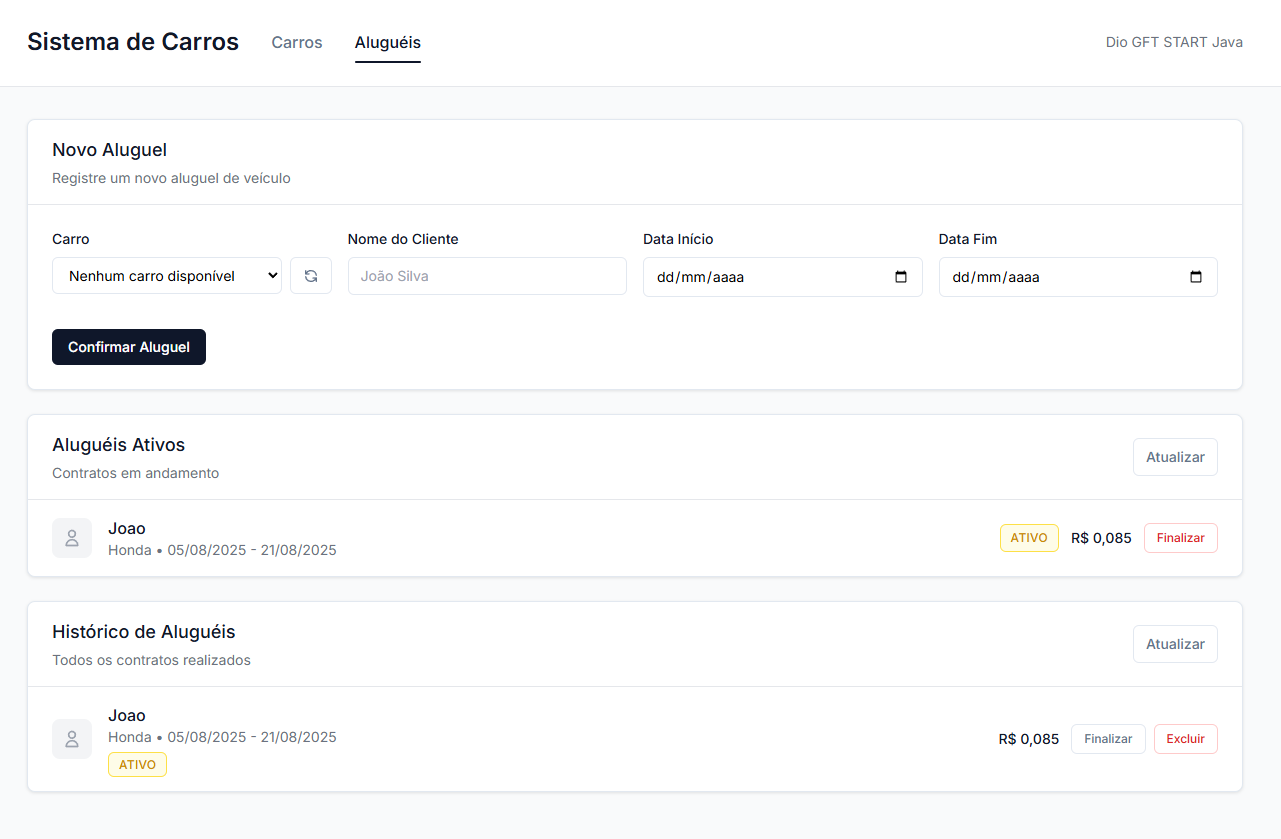 Sistema de Carros Carros Aluguéis Dio GFT START Java
Novo Aluguel
Registre um novo aluguel de veículo
Carro Nome do Cliente Data Início Data Fim
Nenhum carro disponível João Silva dd/mm/aaaa dd/mm/aaaa
Confirmar Aluguel
Aluguéis Ativos
Contratos em andamento
Atualizar
Joao
Honda • 05/08/2025 - 21/08/2025
ATIVO R$ 0,085 Finalizar
Histórico de Aluguéis
Todos os contratos realizados
Atualizar
Joao
Honda • 05/08/2025 - 21/08/2025
ATIVO
R$ 0,085 Finalizar Excluir